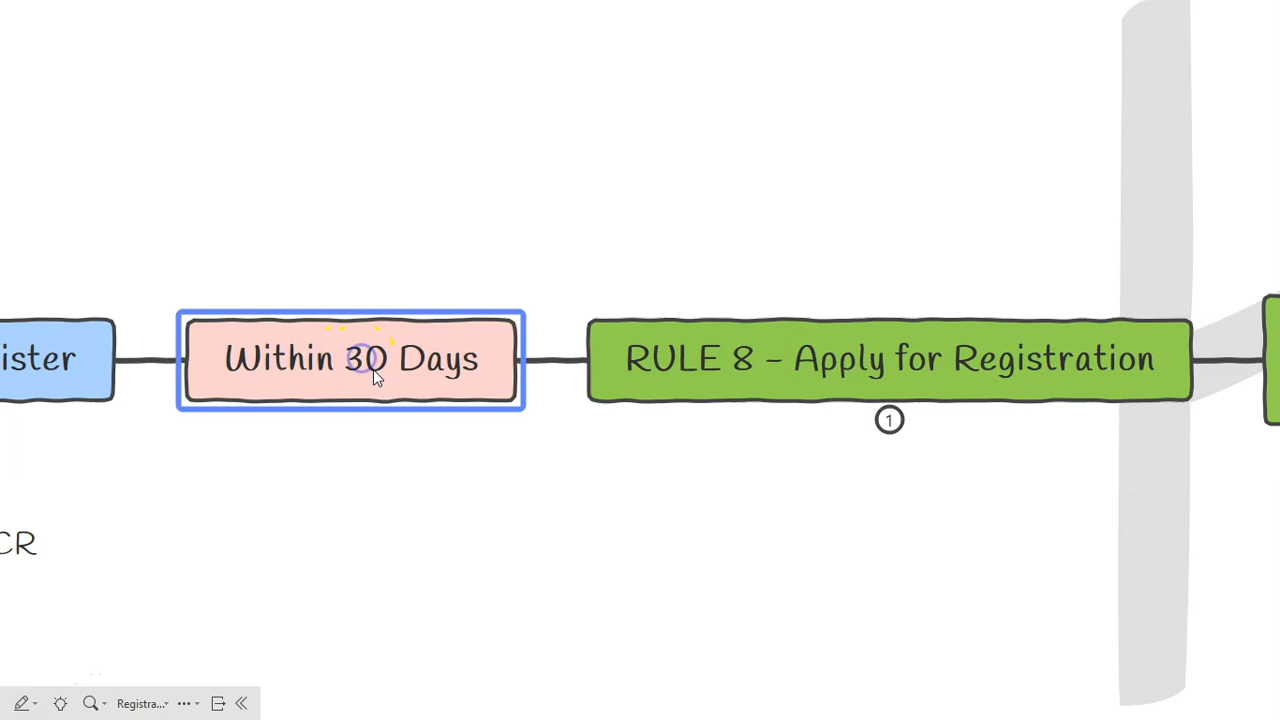 ister
Within 30 Days
RULE 8 - Apply for Registration
1
CR
Registra...